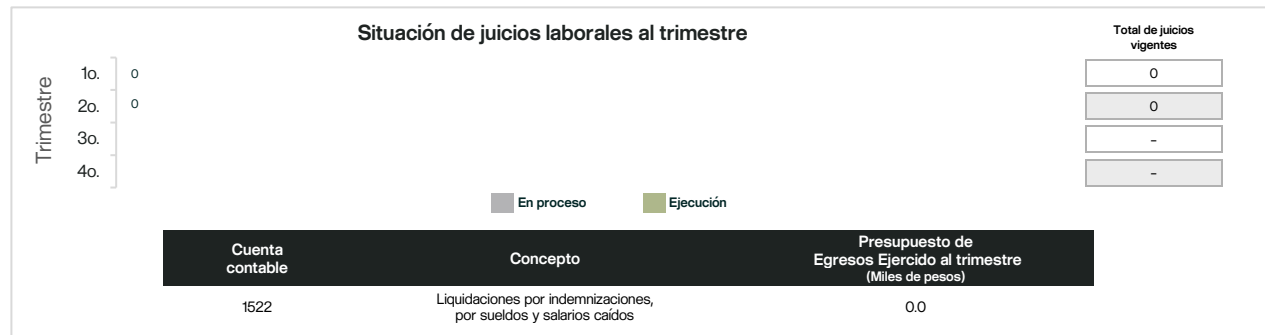 Situación de juicios laborales al trimestre
Total de juicios
vigentes
Trimestre
1o. 0 0
2o. 0 0
3o. -
4o. -
En proceso Ejecución
Cuenta
contable
Concepto
Presupuesto de
Egresos Ejercido al trimestre
(Miles de pesos)
1522
Liquidaciones por indemnizaciones,
por sueldos y salarios caídos
0.0